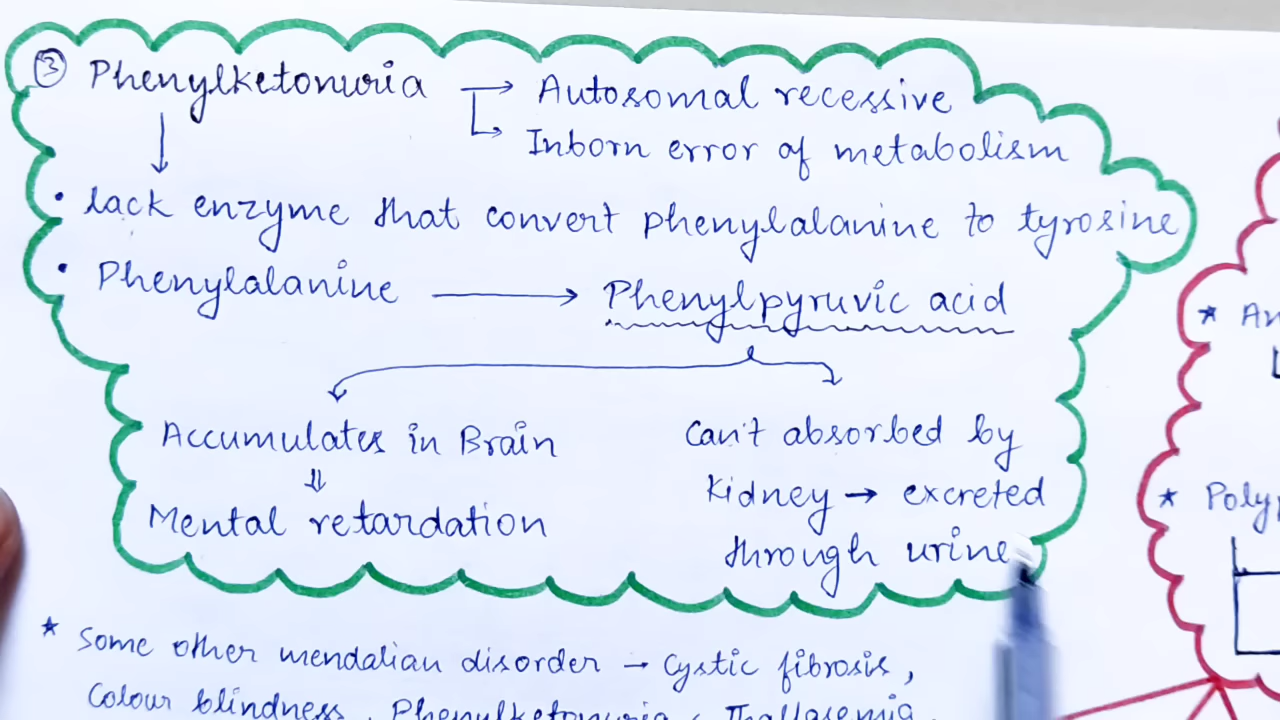 ③ Phenylketonuria → Autosomal recessive
→ Inborn error of metabolism
↓
• lack enzyme that convert phenylalanine to tyrosine
• Phenylalanine → Phenylpyruvic acid
Accumulates in Brain
⇓
Mental retardation
Can't absorbed by
Kidney → excreted
through urine
* Some other mendalian disorder → Cystic fibrosis,
Colour blindness, Phenylketonuria, Thallasemia,
*
* Poly